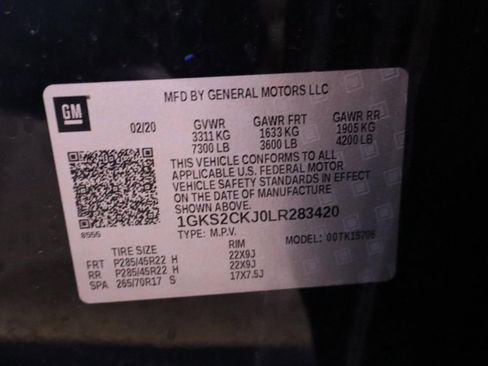 MFD BY GENERAL MOTORS LLC
GM
02/20 GVWR GAWR FRT GAWR RR
3311 KG 1633 KG 1905 KG
7300 LB 3600 LB 4200 LB
THIS VEHICLE CONFORMS TO ALL
APPLICABLE U.S. FEDERAL MOTOR
VEHICLE SAFETY STANDARDS IN EFFECT
ON THE DATE OF MANUFACTURE
SHOWN ABOVE.
1GKS2CKJ0LR283420
8555
TYPE: M.P.V. MODEL: 00TK15706
TIRE SIZE RIM
FRT P285/45R22 H 22X9J
RR P285/45R22 H 22X9J
SPA 265/70R17 S 17X7.5J